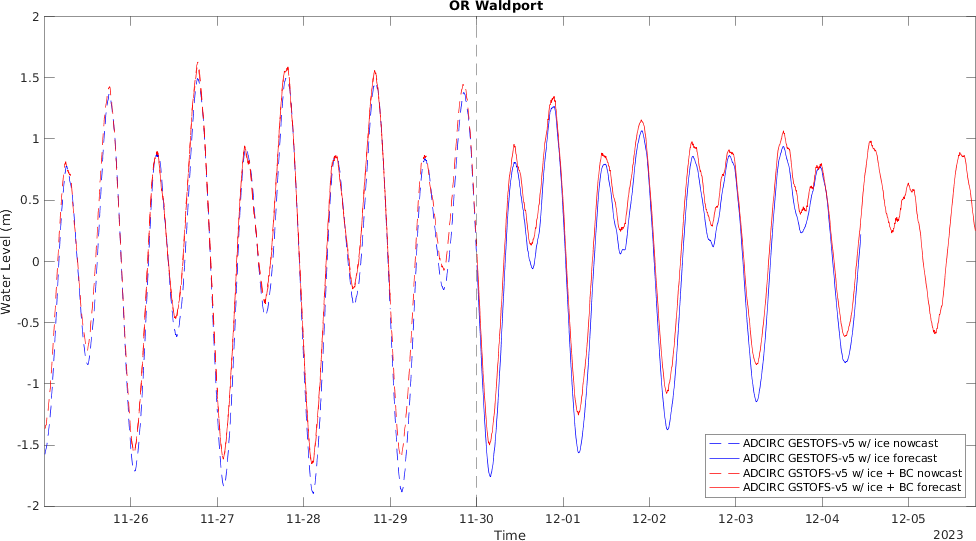 OR Waldport
2
1.5
1
0.5
0
-0.5
-1
-1.5
-2
Water Level (m)
11-26 11-27 11-28 11-29 11-30 12-01 12-02 12-03 12-04 12-05
Time
2023
ADCIRC GESTOFS-v5 w/ ice nowcast
ADCIRC GESTOFS-v5 w/ ice forecast
ADCIRC GSTOFS-v5 w/ ice + BC nowcast
ADCIRC GSTOFS-v5 w/ ice + BC forecast